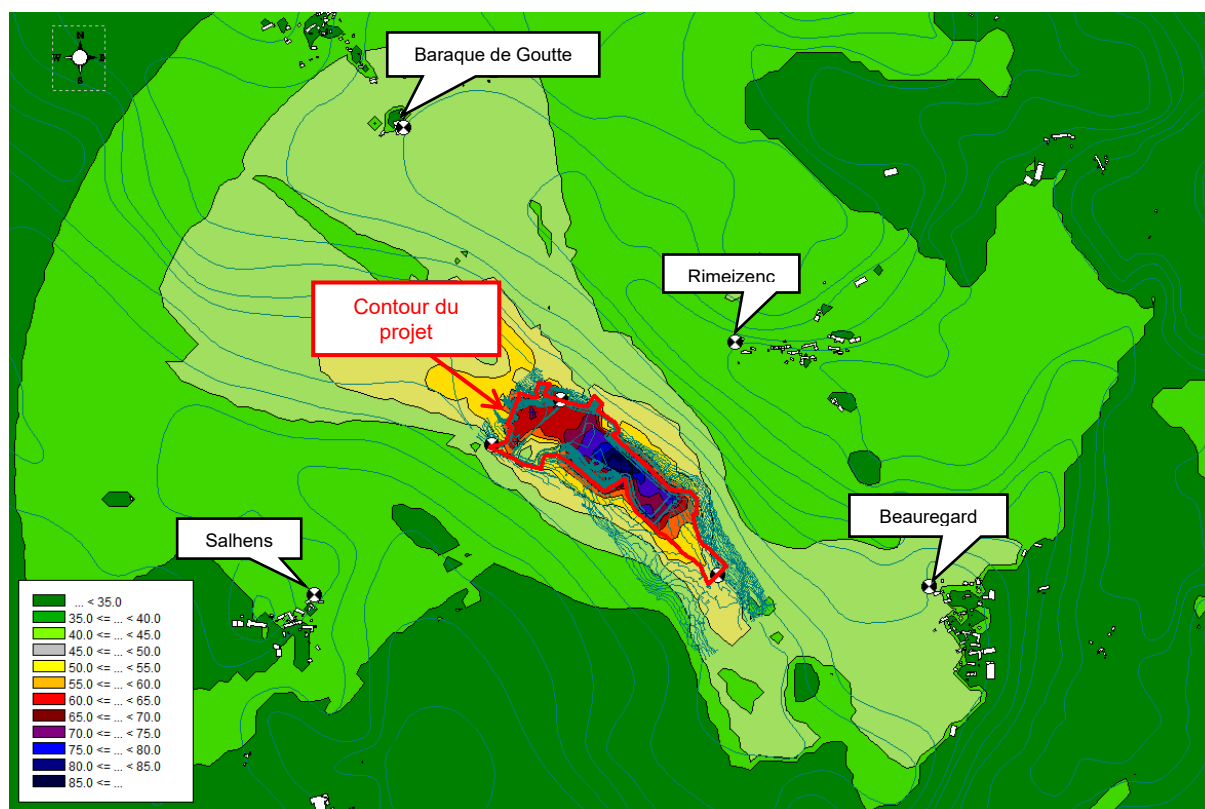 N
W
E
S
Baraque de Goutte
Rimeizenc
Contour du
projet
Beauregard
Salhens
... < 35.0
35.0 <= ... < 40.0
40.0 <= ... < 45.0
45.0 <= ... < 50.0
50.0 <= ... < 55.0
55.0 <= ... < 60.0
60.0 <= ... < 65.0
65.0 <= ... < 70.0
70.0 <= ... < 75.0
75.0 <= ... < 80.0
80.0 <= ... < 85.0
85.0 <= ...